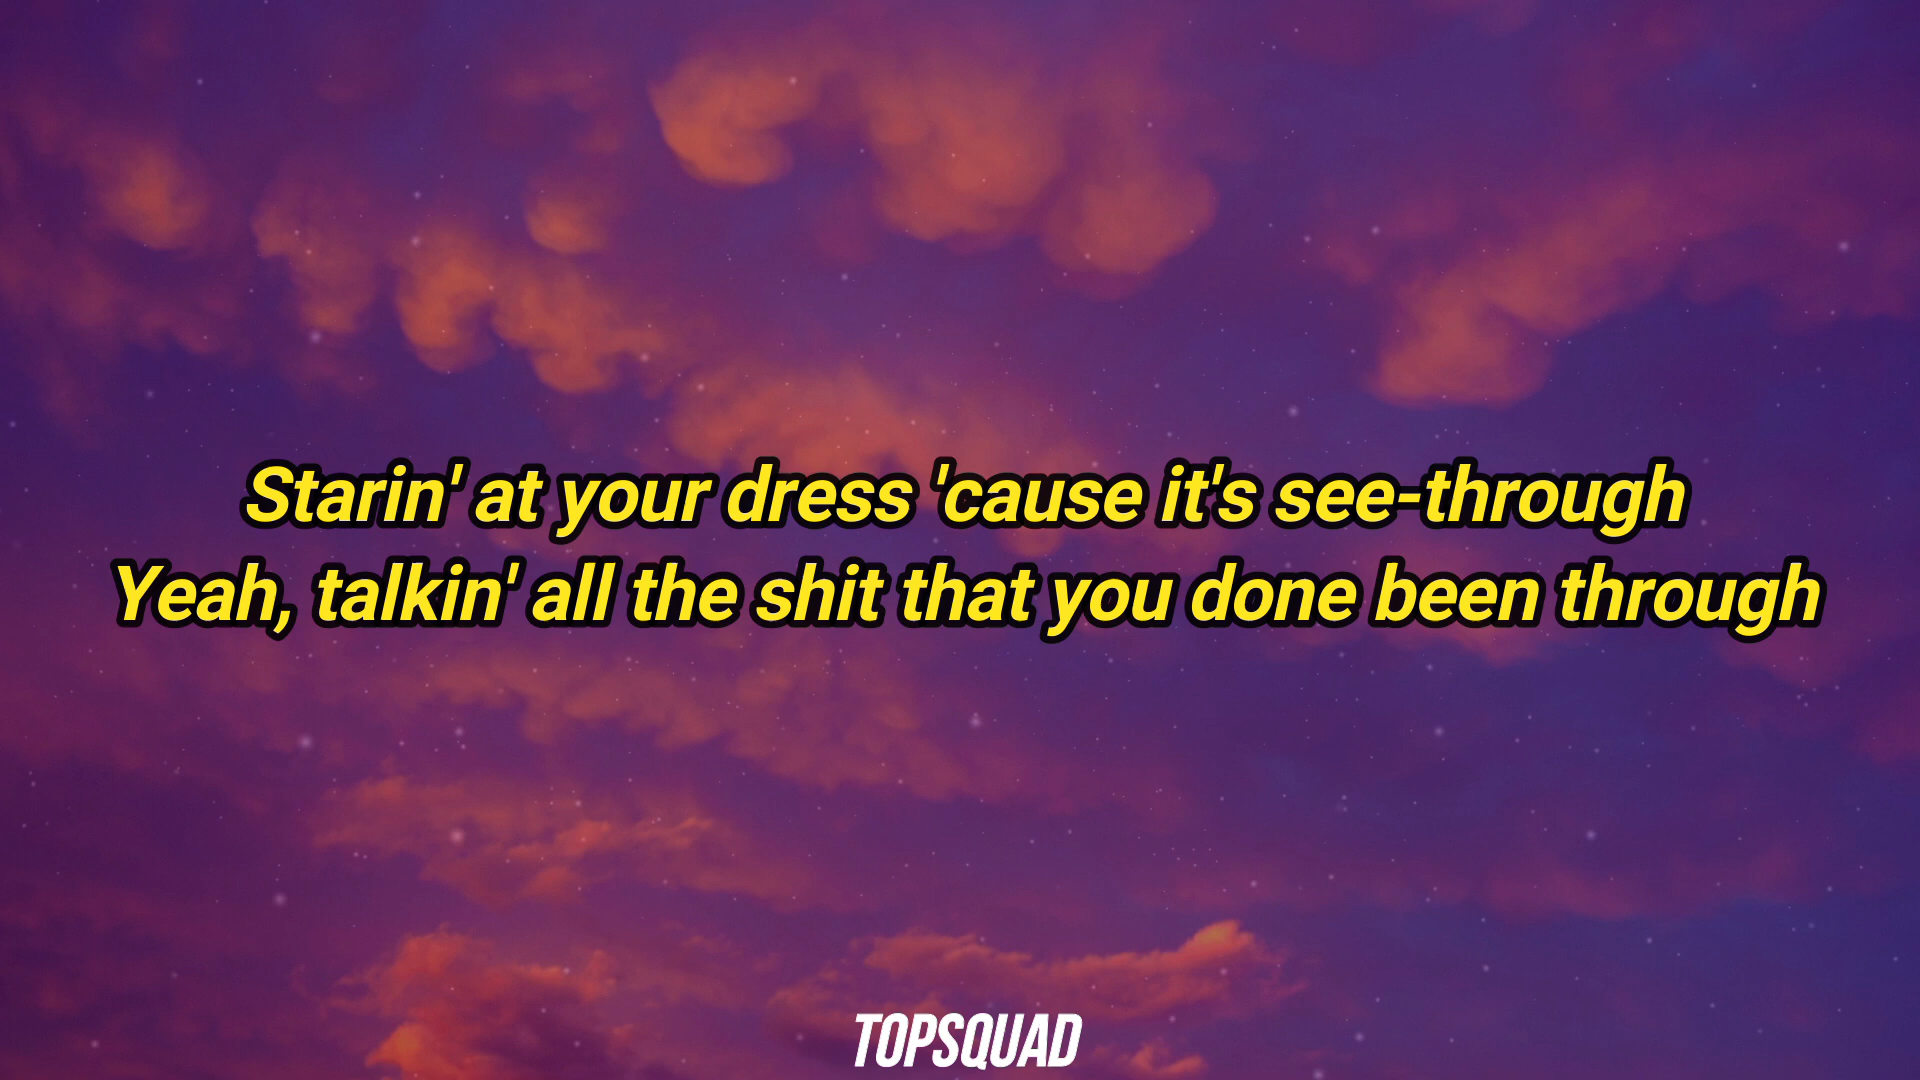 Starin' at your dress 'cause it's see-through
Yeah, talkin' all the shit that you done been through
TOPSQUAD